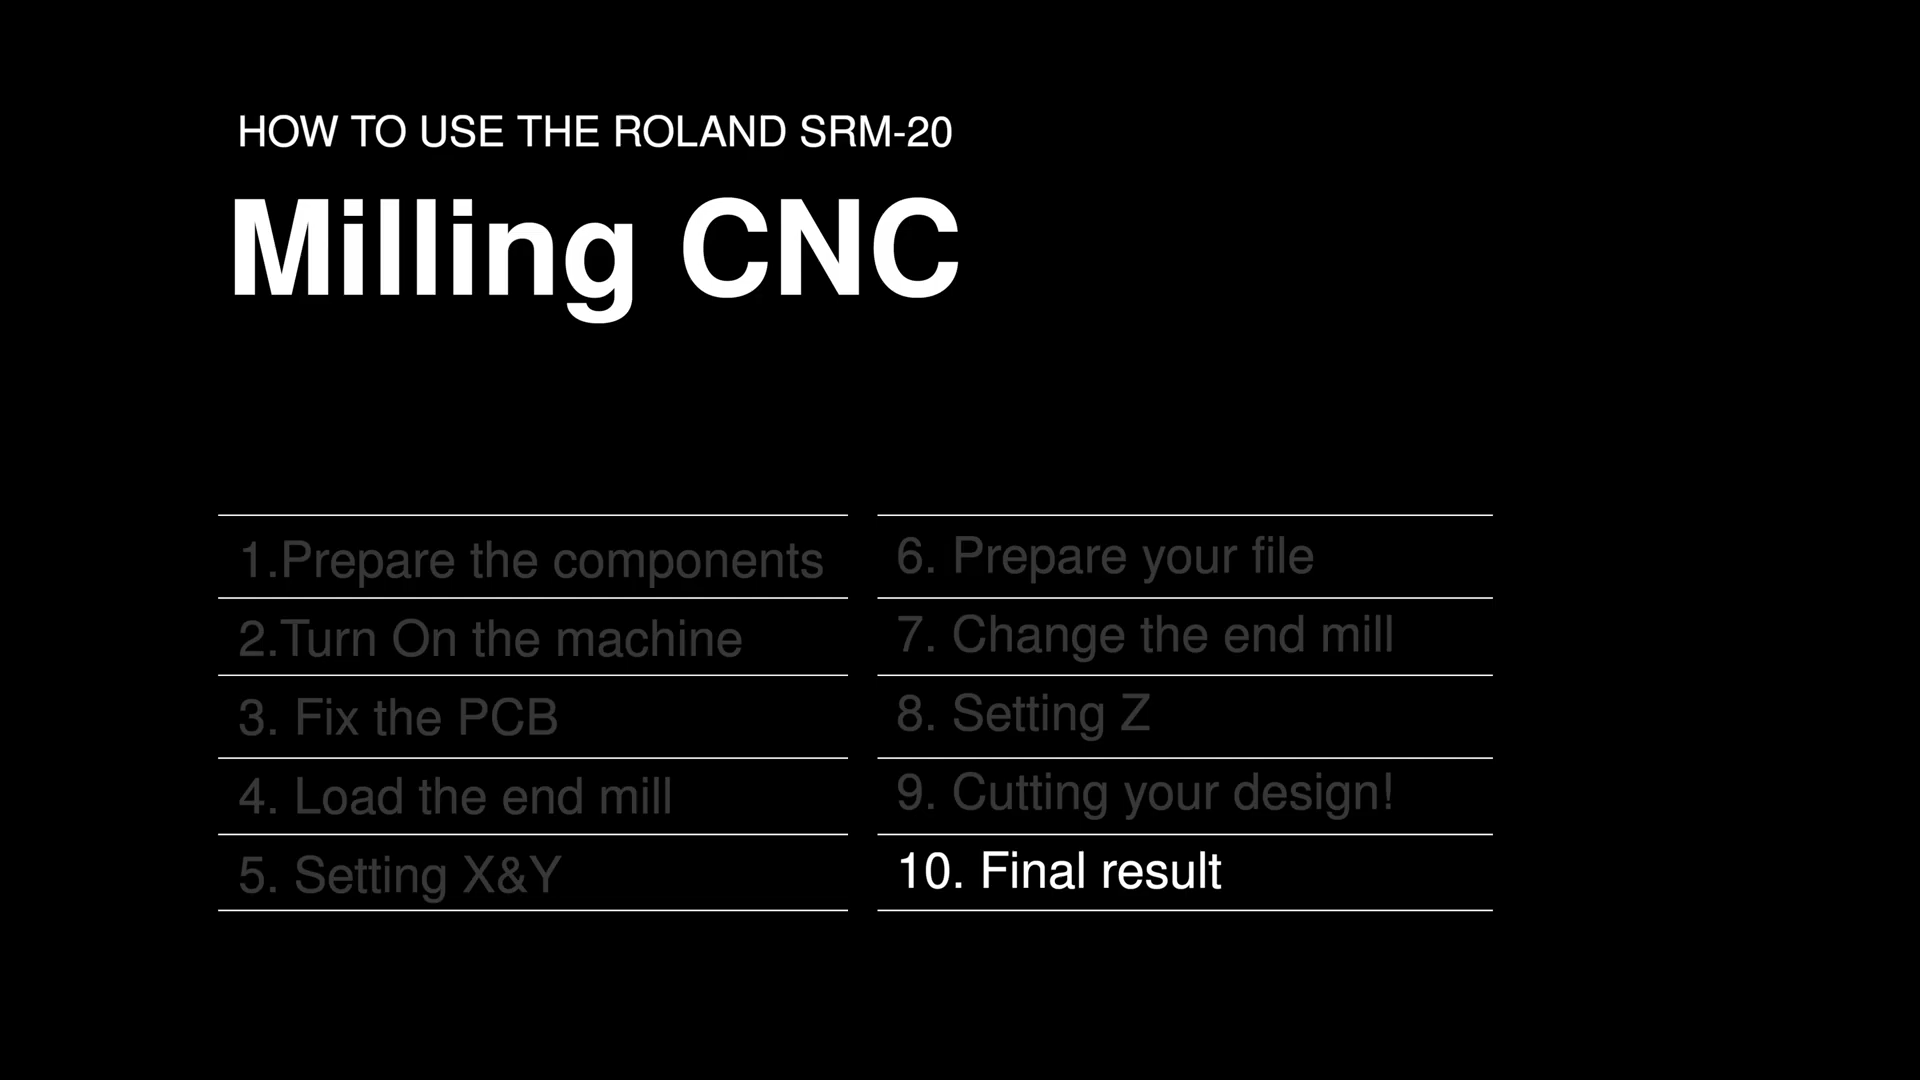 HOW TO USE THE ROLAND SRM-20
Milling CNC
1.Prepare the components
2.Turn On the machine
3. Fix the PCB
4. Load the end mill
5. Setting X&Y
6. Prepare your file
7. Change the end mill
8. Setting Z
9. Cutting your design!
10. Final result